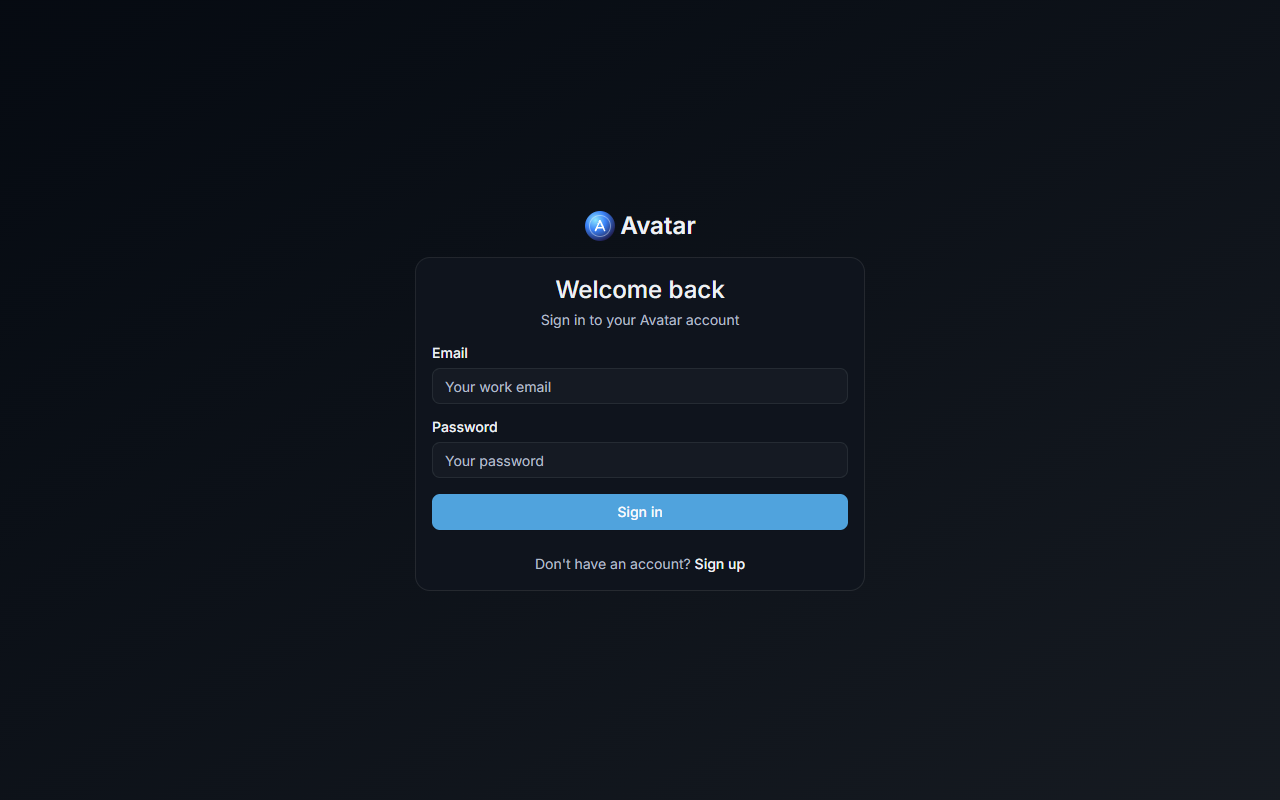 A Avatar
Welcome back
Sign in to your Avatar account
Email
Your work email
Password
Your password
Sign in
Don't have an account? Sign up